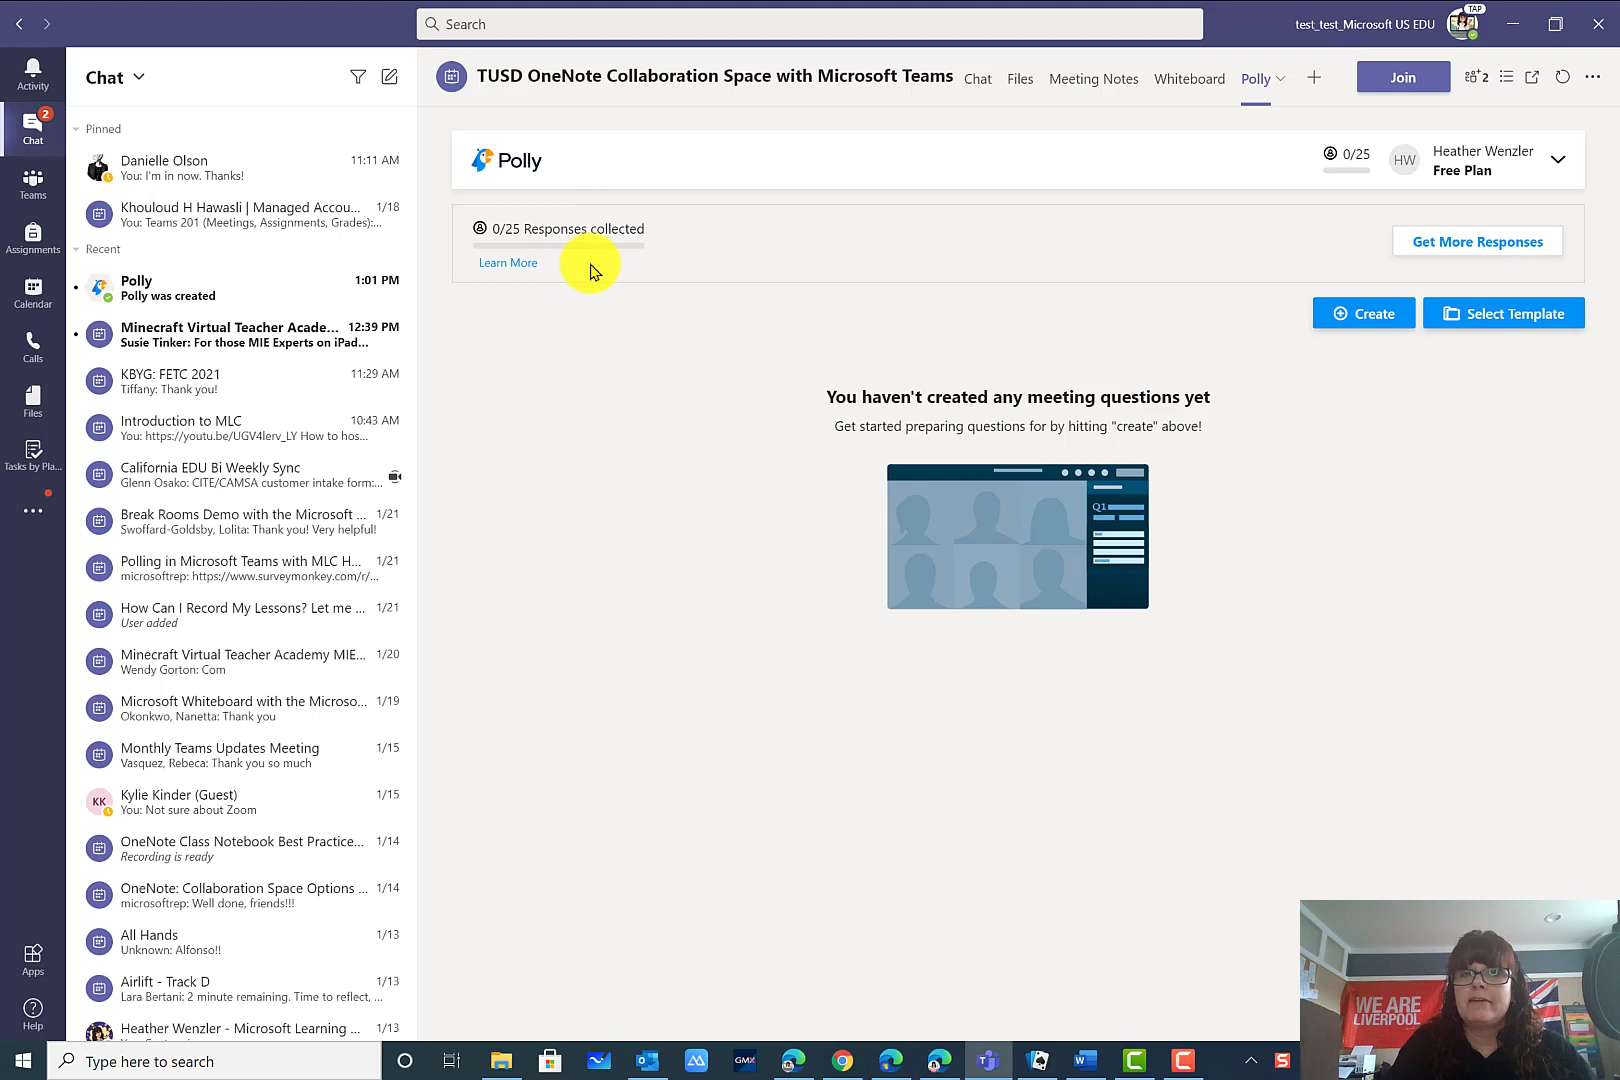 Search
test_test_Microsoft US EDU
TAP
Activity
2
Chat
Teams
Assignments
Calendar
Calls
Files
Tasks by Pla...
Apps
Help
Chat
Pinned
Danielle Olson 11:11 AM
You: I'm in now. Thanks!
Khouloud H Hawasli | Managed Accou... 1/18
You: Teams 201 (Meetings, Assignments, Grades):...
Recent
Polly 1:01 PM
Polly was created
Minecraft Virtual Teacher Acade... 12:39 PM
Susie Tinker: For those MIE Experts on iPad...
KBYG: FETC 2021 11:29 AM
Tiffany: Thank you!
Introduction to MLC 10:43 AM
You: https://youtu.be/UGV4lerv_LY How to hos...
California EDU Bi Weekly Sync
Glenn Osako: CITE/CAMSA customer intake form:...
Break Rooms Demo with the Microsoft ... 1/21
Swoffard-Goldsby, Lolita: Thank you! Very helpful!
Polling in Microsoft Teams with MLC H... 1/21
microsoftrep: https://www.surveymonkey.com/r/...
How Can I Record My Lessons? Let me ... 1/21
User added
Minecraft Virtual Teacher Academy MIE... 1/20
Wendy Gorton: Com
Microsoft Whiteboard with the Microso... 1/19
Okonkwo, Nanetta: Thank you
Monthly Teams Updates Meeting 1/15
Vasquez, Rebeca: Thank you so much
KK
Kylie Kinder (Guest) 1/15
You: Not sure about Zoom
OneNote Class Notebook Best Practice... 1/14
Recording is ready
OneNote: Collaboration Space Options ... 1/14
microsoftrep: Well done, friends!!!
All Hands 1/13
Unknown: Alfonso!!
Airlift - Track D 1/13
Lara Bertani: 2 minute remaining. Time to reflect, ...
Heather Wenzler - Microsoft Learning ... 1/13
TUSD OneNote Collaboration Space with Microsoft Teams
Chat Files Meeting Notes Whiteboard Polly
Join
2
Polly
0/25
HW
Heather Wenzler
Free Plan
0/25 Responses collected
Learn More
Get More Responses
Create
Select Template
You haven't created any meeting questions yet
Get started preparing questions for by hitting "create" above!
Q1
WE ARE
LIVERPOOL
Type here to search
GMX